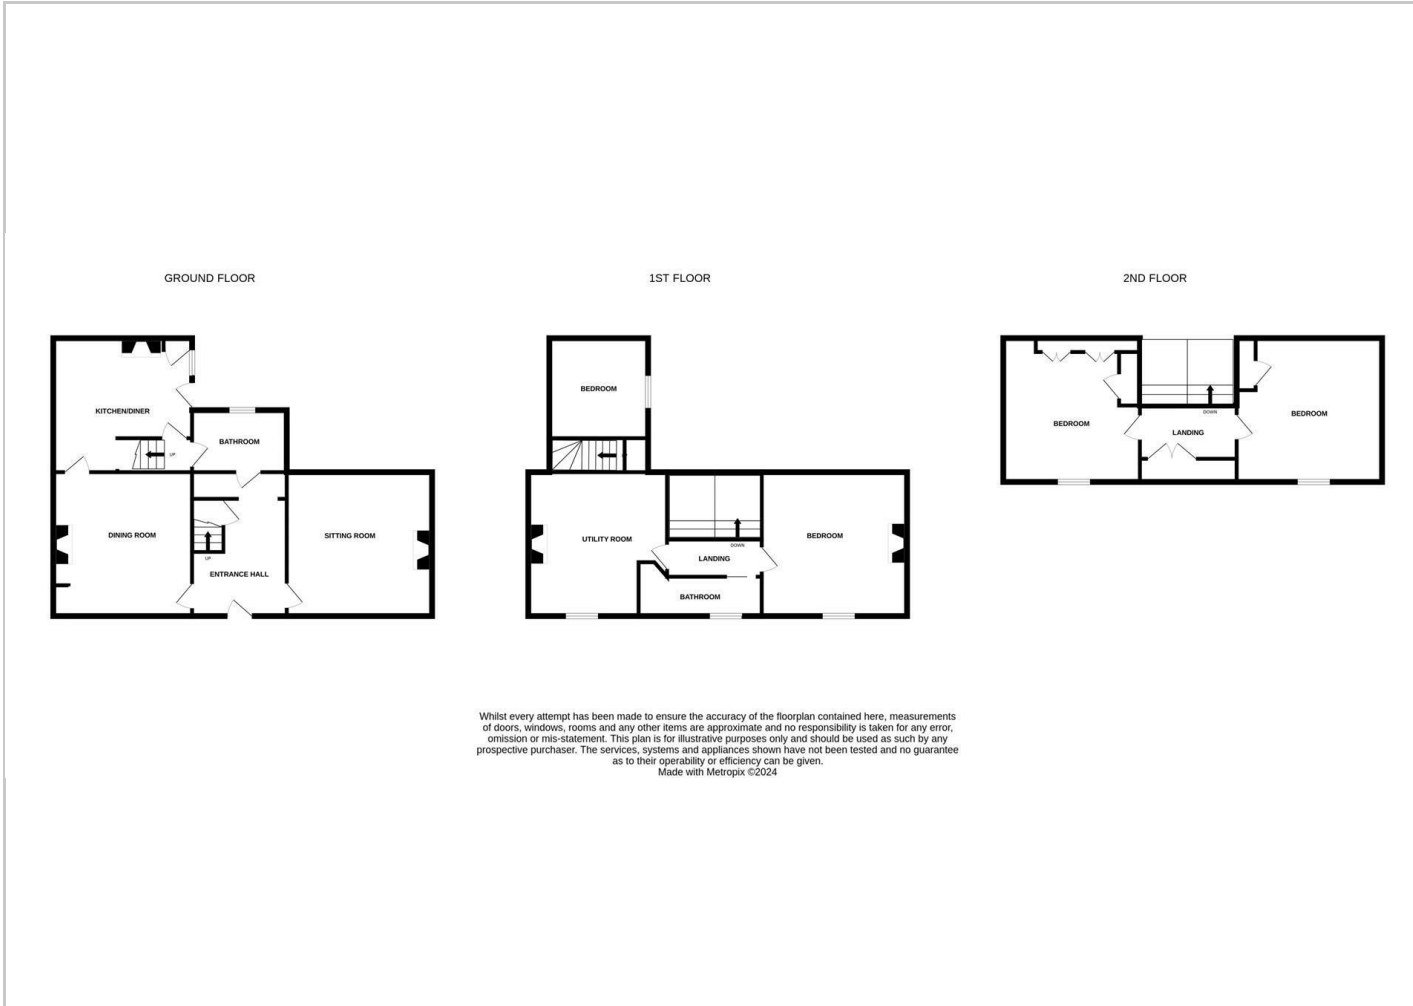 GROUND FLOOR
1ST FLOOR
2ND FLOOR
KITCHEN/DINER
BATHROOM
UP
DINING ROOM
SITTING ROOM
UP
ENTRANCE HALL
BEDROOM
UTILITY ROOM
BEDROOM
DOWN
LANDING
BATHROOM
BEDROOM
DOWN
LANDING
BEDROOM
Whilst every attempt has been made to ensure the accuracy of the floorplan contained here, measurements
of doors, windows, rooms and any other items are approximate and no responsibility is taken for any error,
omission or mis-statement. This plan is for illustrative purposes only and should be used as such by any
prospective purchaser. The services, systems and appliances shown have not been tested and no guarantee
as to their operability or efficiency can be given.
Made with Metropix ©2024